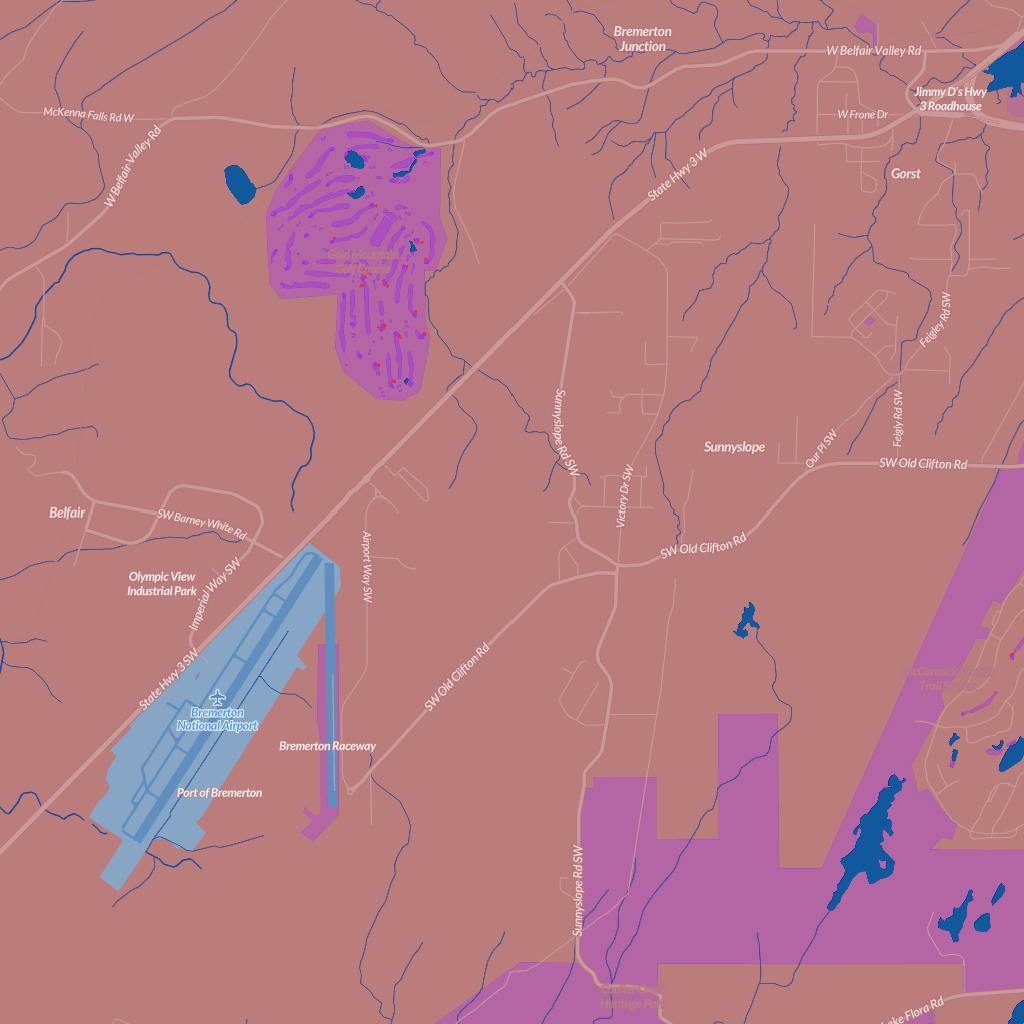 Bremerton
Junction
W Belfair Valley Rd
Jimmy D's Hwy
3 Roadhouse
McKenna Falls Rd W
W Frone Dr
W Belfair Valley Rd
State Hwy 3 W
Gorst
Gold Mountain
Golf Course
Feigley Rd SW
Sunnyslope Rd SW
Feigly Rd SW
Our Pl SW
Sunnyslope
SW Old Clifton Rd
Victory Dr SW
Belfair
SW Barney White Rd
SW Old Clifton Rd
Airport Way SW
Olympic View
Industrial Park
Imperial Way SW
State Hwy 3 SW
SW Old Clifton Rd
McCormick
Trail
Bremerton
National Airport
Bremerton Raceway
Port of Bremerton
Sunnyslope Rd SW
Heritage Park
Lake Flora Rd